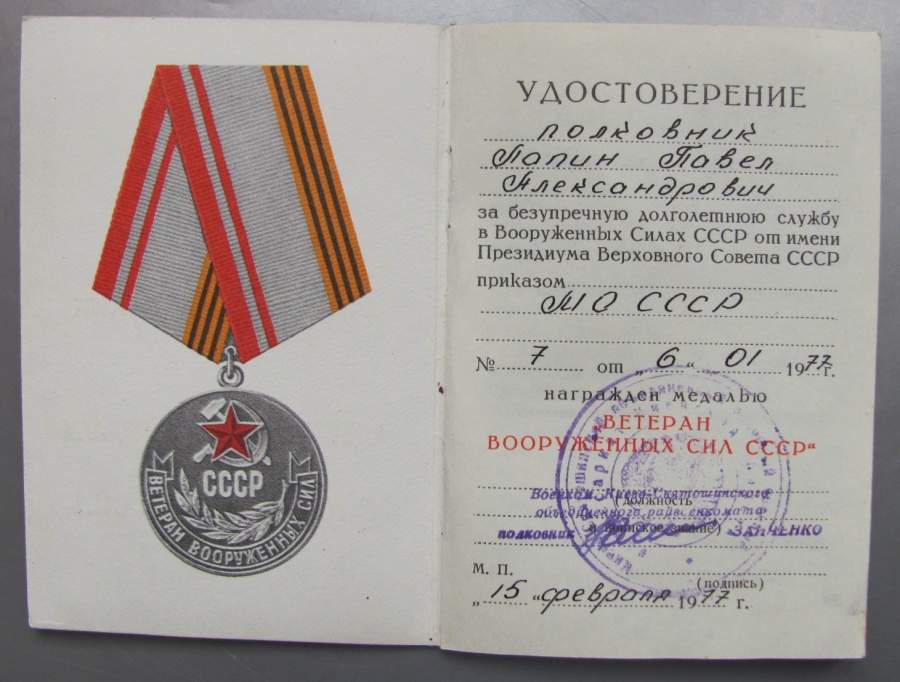 СССР
ВЕТЕРАН ВООРУЖЕННЫХ СИЛ
УДОСТОВЕРЕНИЕ
полковник
Папин Павел
Александрович
за безупречную долголетнюю службу
в Вооруженных Силах СССР от имени
Президиума Верховного Совета СССР
приказом
МО СССР
№ 7 от „6" 01 1977 г.
награжден медалью
ВЕТЕРАН
ВООРУЖЕННЫХ СИЛ СССР"
Военком Киево-Святошинского
(должность
объединенного райвоенкомата
и воинское звание)
полковник ЗАЙЧЕНКО
М. П.
(подпись)
„15" февраля 1977 г.